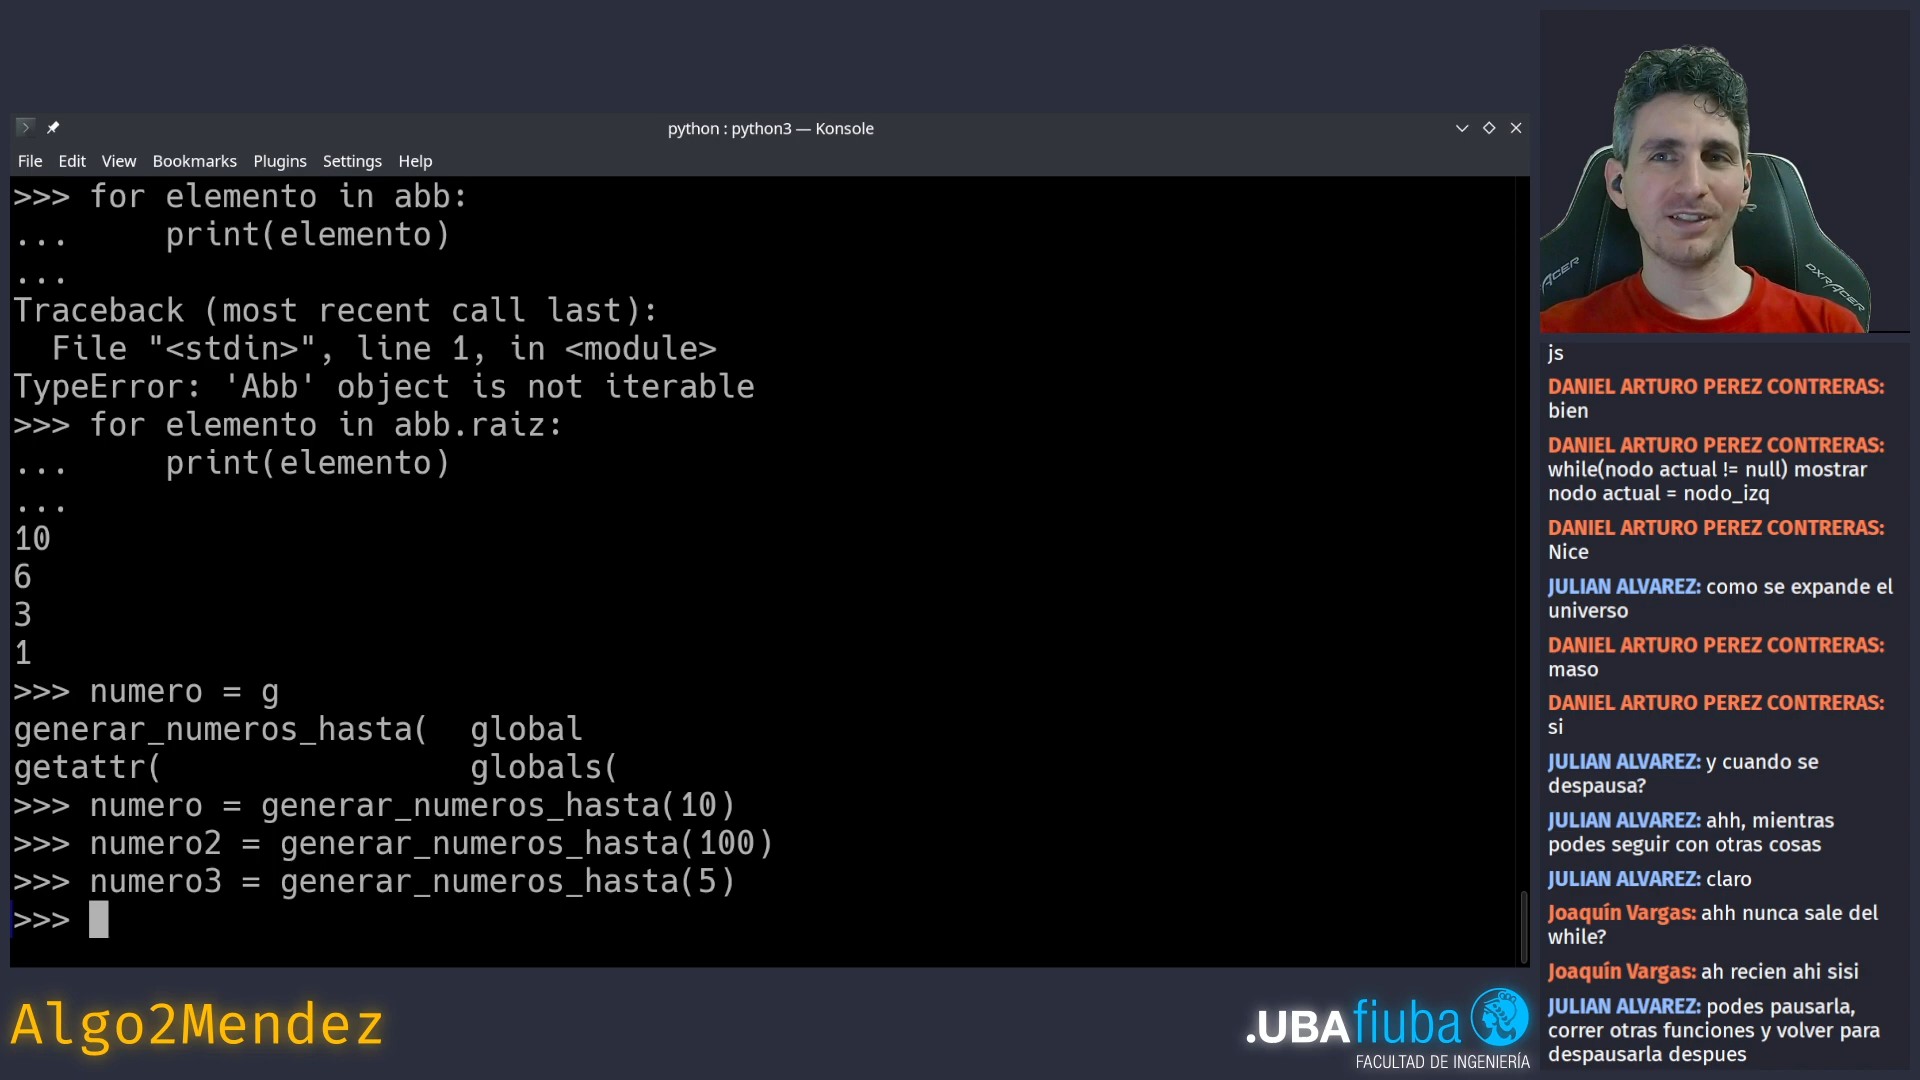 python : python3 — Konsole
File Edit View Bookmarks Plugins Settings Help
>>> for elemento in abb:
...     print(elemento)
...
Traceback (most recent call last):
  File "<stdin>", line 1, in <module>
TypeError: 'Abb' object is not iterable
>>> for elemento in abb.raiz:
...     print(elemento)
...
10
6
3
1
>>> numero = g
generar_numeros_hasta(  global
getattr(                globals(
>>> numero = generar_numeros_hasta(10)
>>> numero2 = generar_numeros_hasta(100)
>>> numero3 = generar_numeros_hasta(5)
>>>
ACER
DXRACER
js
DANIEL ARTURO PEREZ CONTRERAS:
bien
DANIEL ARTURO PEREZ CONTRERAS:
while(nodo actual != null) mostrar
nodo actual = nodo_izq
DANIEL ARTURO PEREZ CONTRERAS:
Nice
JULIAN ALVAREZ: como se expande el
universo
DANIEL ARTURO PEREZ CONTRERAS:
maso
DANIEL ARTURO PEREZ CONTRERAS:
si
JULIAN ALVAREZ: y cuando se
despausa?
JULIAN ALVAREZ: ahh, mientras
podes seguir con otras cosas
JULIAN ALVAREZ: claro
Joaquín Vargas: ahh nunca sale del
while?
Joaquín Vargas: ah recien ahi sisi
JULIAN ALVAREZ: podes pausarla,
correr otras funciones y volver para
despausarla despues
Algo2Mendez
.UBAfiuba
FACULTAD DE INGENIERÍA